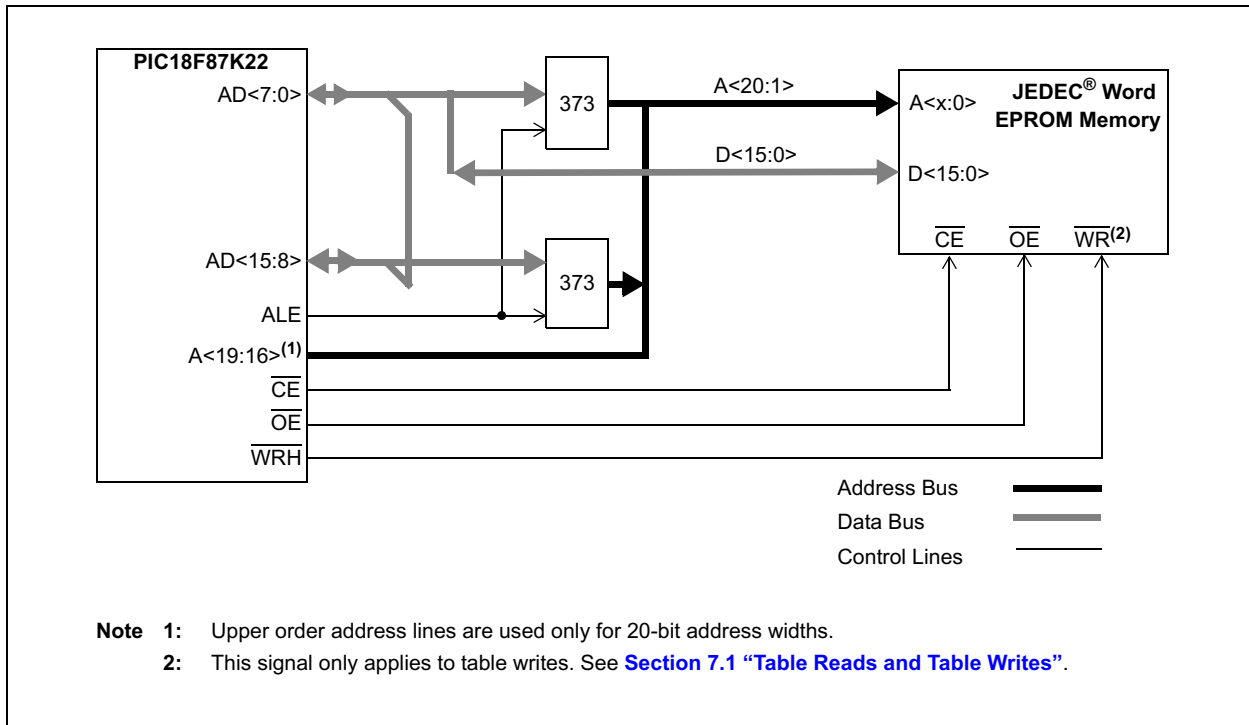 PIC18F87K22
AD<7:0>
373
A<20:1>
JEDEC® Word
EPROM Memory
A<x:0>
D<15:0>
D<15:0>
CE
OE
WR(2)
AD<15:8>
373
ALE
A<19:16>(1)
CE
OE
WRH
Address Bus
Data Bus
Control Lines
Note 1: Upper order address lines are used only for 20-bit address widths.
2: This signal only applies to table writes. See Section 7.1 “Table Reads and Table Writes”.